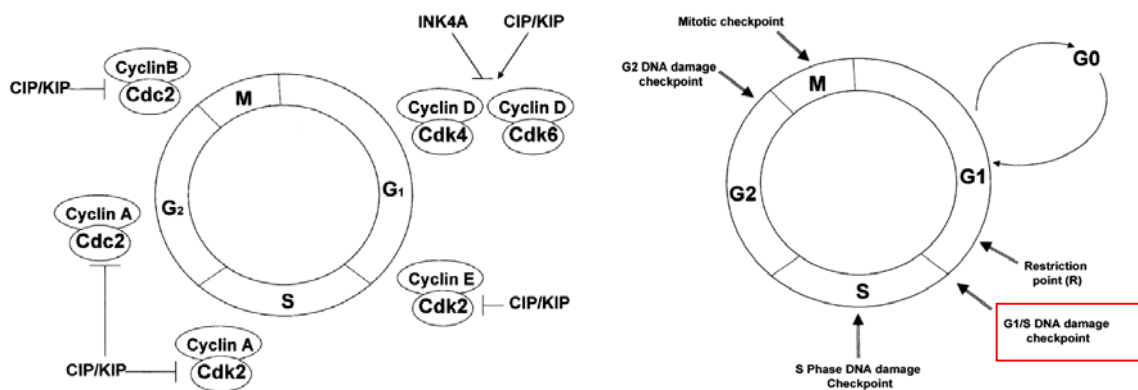 INK4A
CIP/KIP
CyclinB
Cdc2
CIP/KIP
M
Cyclin D
Cdk4
Cyclin D
Cdk6
G1
G2
Cyclin A
Cdc2
S
Cyclin E
Cdk2
CIP/KIP
CIP/KIP
Cyclin A
Cdk2
Mitotic checkpoint
G2 DNA damage
checkpoint
G0
M
G1
G2
S
Restriction
point (R)
G1/S DNA damage
checkpoint
S Phase DNA damage
Checkpoint